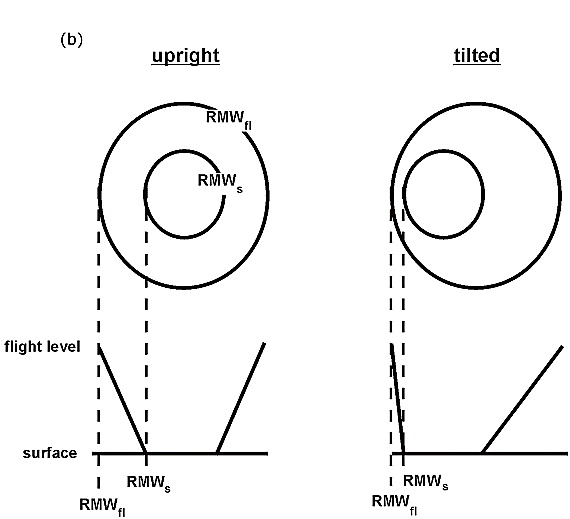 (b)
upright
tilted
RMWfl
RMWs
flight level
surface
RMWs
RMWfl
RMWs
RMWfl